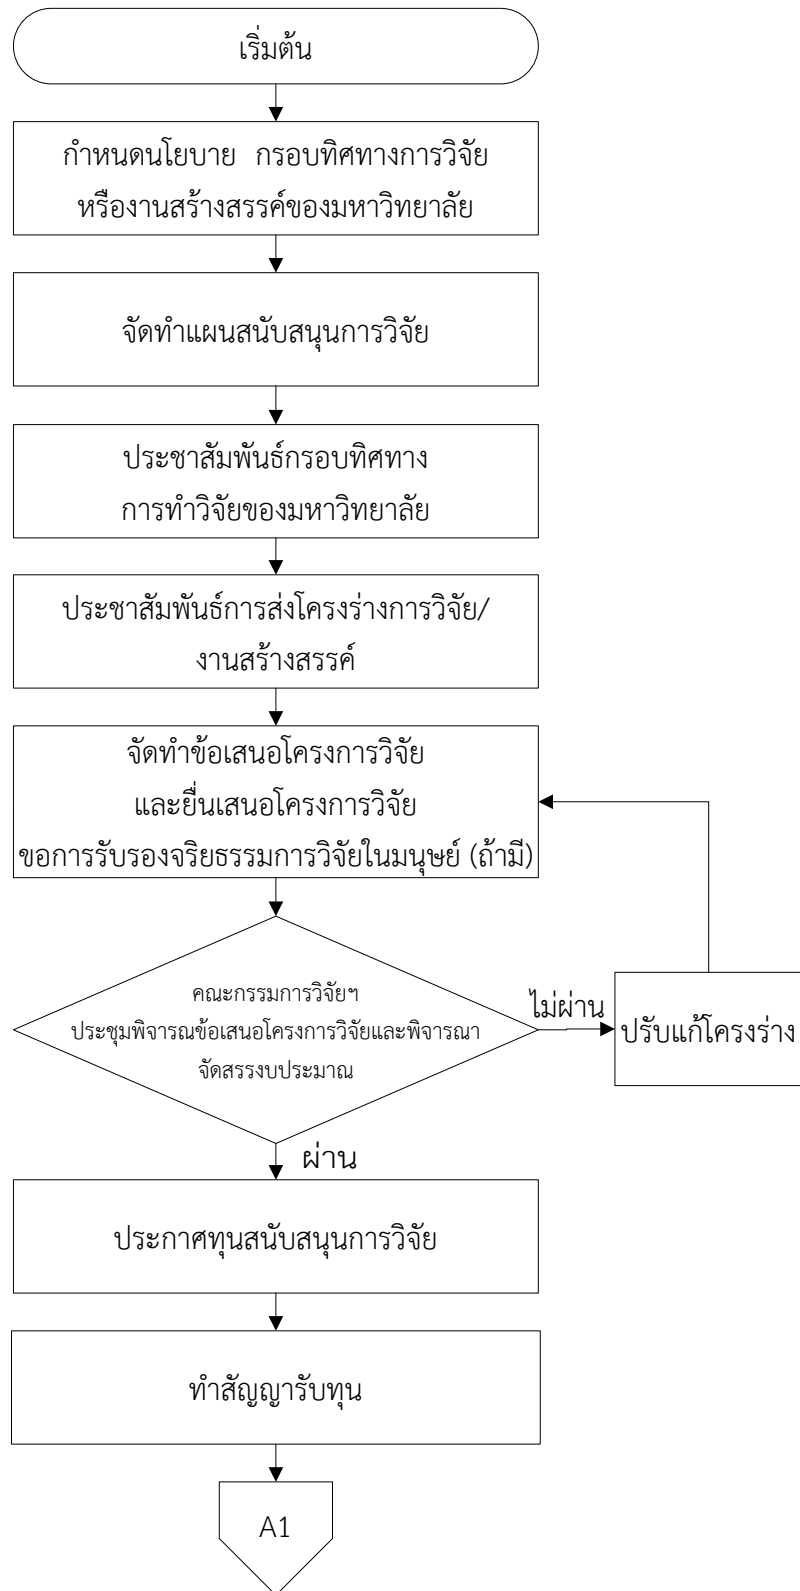 เริ่มต้น
กำหนดนโยบาย กรอบทิศทางการวิจัย
หรืองานสร้างสรรค์ของมหาวิทยาลัย
จัดทำแผนสนับสนุนการวิจัย
ประชาสัมพันธ์กรอบทิศทาง
การทำวิจัยของมหาวิทยาลัย
ประชาสัมพันธ์การส่งโครงร่างการวิจัย/
งานสร้างสรรค์
จัดทำข้อเสนอโครงการวิจัย
และยื่นเสนอโครงการวิจัย
ขอการรับรองจริยธรรมการวิจัยในมนุษย์ (ถ้ามี)
คณะกรรมการวิจัยฯ
ประชุมพิจารณข้อเสนอโครงการวิจัยและพิจารณา
จัดสรรงบประมาณ
ไม่ผ่าน
ปรับแก้โครงร่าง
ผ่าน
ประกาศทุนสนับสนุนการวิจัย
ทำสัญญารับทุน
A1